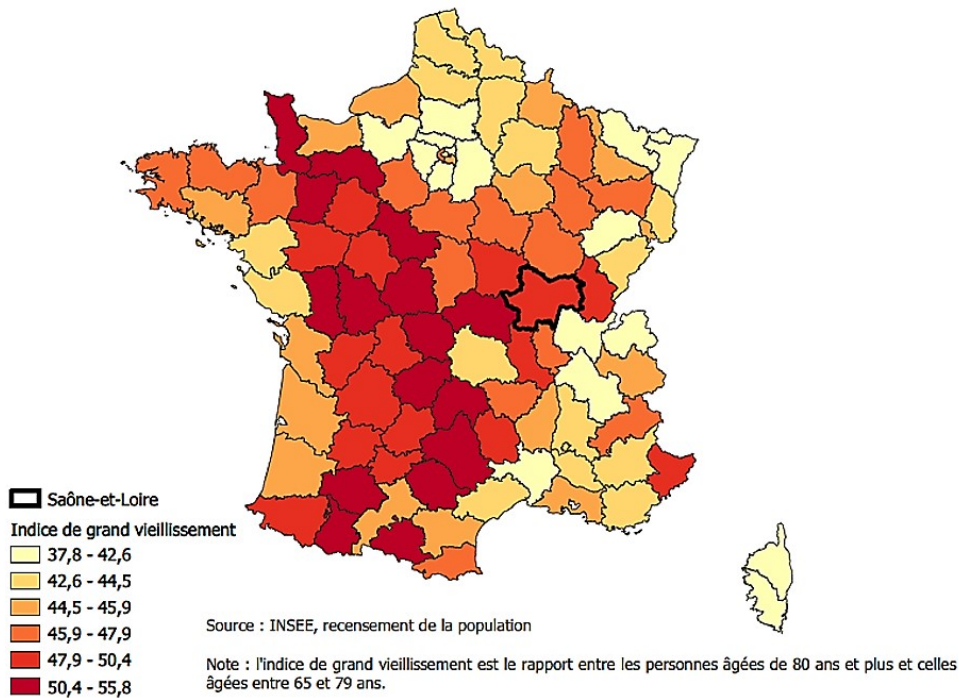 Saône-et-Loire
Indice de grand vieillissement
37,8 - 42,6
42,6 - 44,5
44,5 - 45,9
45,9 - 47,9
47,9 - 50,4
50,4 - 55,8
Source : INSEE, recensement de la population
Note : l'indice de grand vieillissement est le rapport entre les personnes âgées de 80 ans et plus et celles
âgées entre 65 et 79 ans.